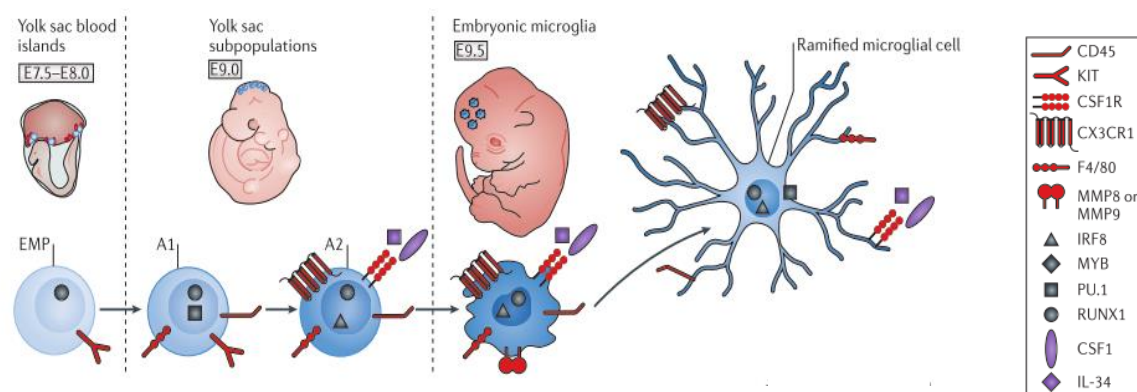 Yolk sac blood
islands
E7.5–E8.0
Yolk sac
subpopulations
E9.0
Embryonic microglia
E9.5
Ramified microglial cell
EMP
A1
A2
CD45
KIT
CSF1R
CX3CR1
F4/80
MMP8 or
MMP9
IRF8
MYB
PU.1
RUNX1
CSF1
IL-34